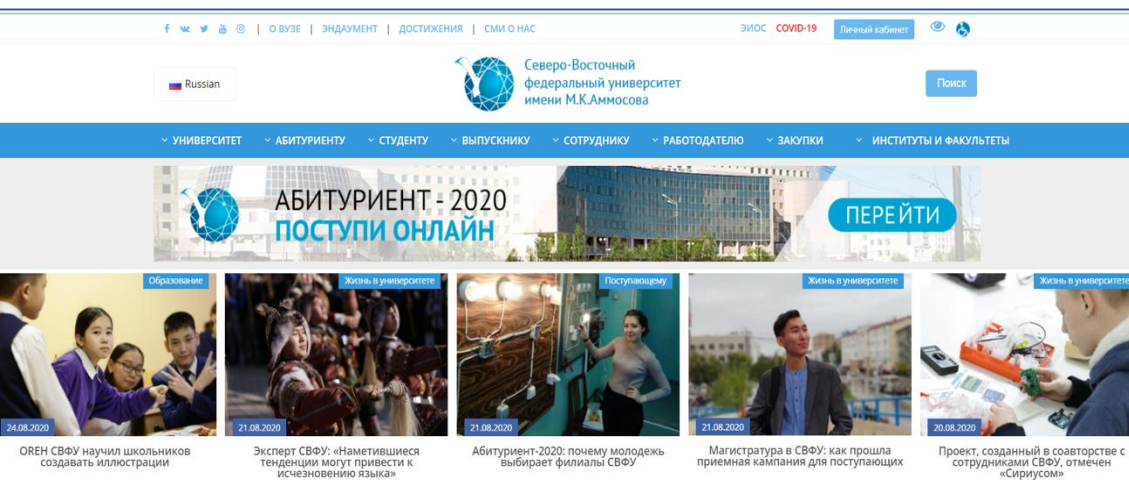 О ВУЗЕ | ЭНДАУМЕНТ | ДОСТИЖЕНИЯ | СМИ О НАС
ЭИОС COVID-19 Личный кабинет
Russian
Северо-Восточный
федеральный университет
имени М.К.Аммосова
Поиск
УНИВЕРСИТЕТ АБИТУРИЕНТУ СТУДЕНТУ ВЫПУСКНИКУ СОТРУДНИКУ РАБОТОДАТЕЛЮ ЗАКУПКИ ИНСТИТУТЫ И ФАКУЛЬТЕТЫ
АБИТУРИЕНТ - 2020
ПОСТУПИ ОНЛАЙН
ПЕРЕЙТИ
Образование
24.08.2020
OPEH СВФУ научил школьников
создавать иллюстрации
Жизнь в университете
21.08.2020
Эксперт СВФУ: «Наметившиеся
тенденции могут привести к
исчезновению языка»
Поступающему
21.08.2020
Абитуриент-2020: почему молодежь
выбирает филиалы СВФУ
Жизнь в университете
21.08.2020
Магистратура в СВФУ: как прошла
приемная кампания для поступающих
Жизнь в университете
20.08.2020
Проект, созданный в соавторстве с
сотрудниками СВФУ, отмечен
«Сириусом»